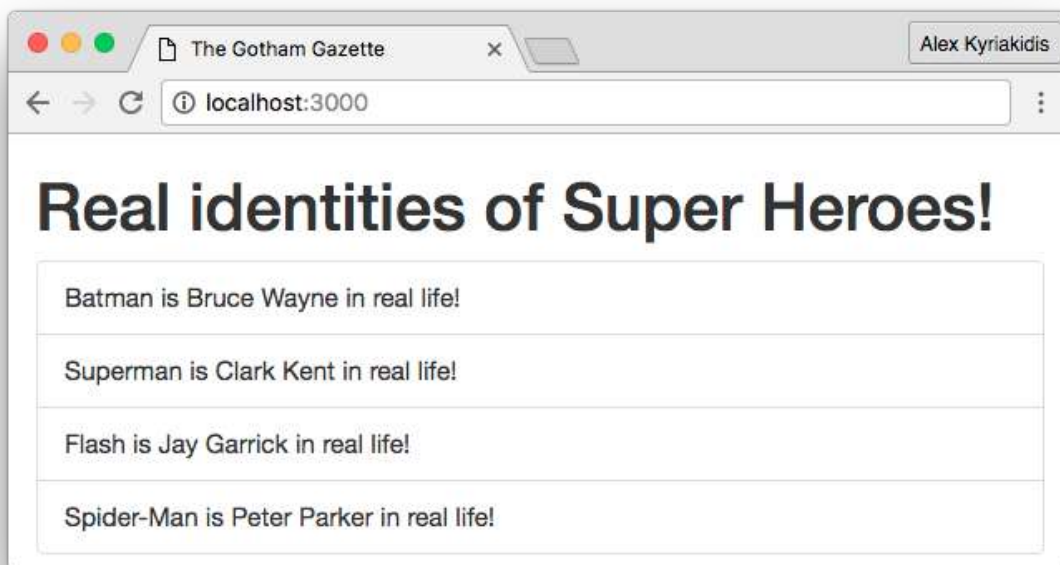 The Gotham Gazette
Alex Kyriakidis
localhost:3000
Real identities of Super Heroes!
Batman is Bruce Wayne in real life!
Superman is Clark Kent in real life!
Flash is Jay Garrick in real life!
Spider-Man is Peter Parker in real life!